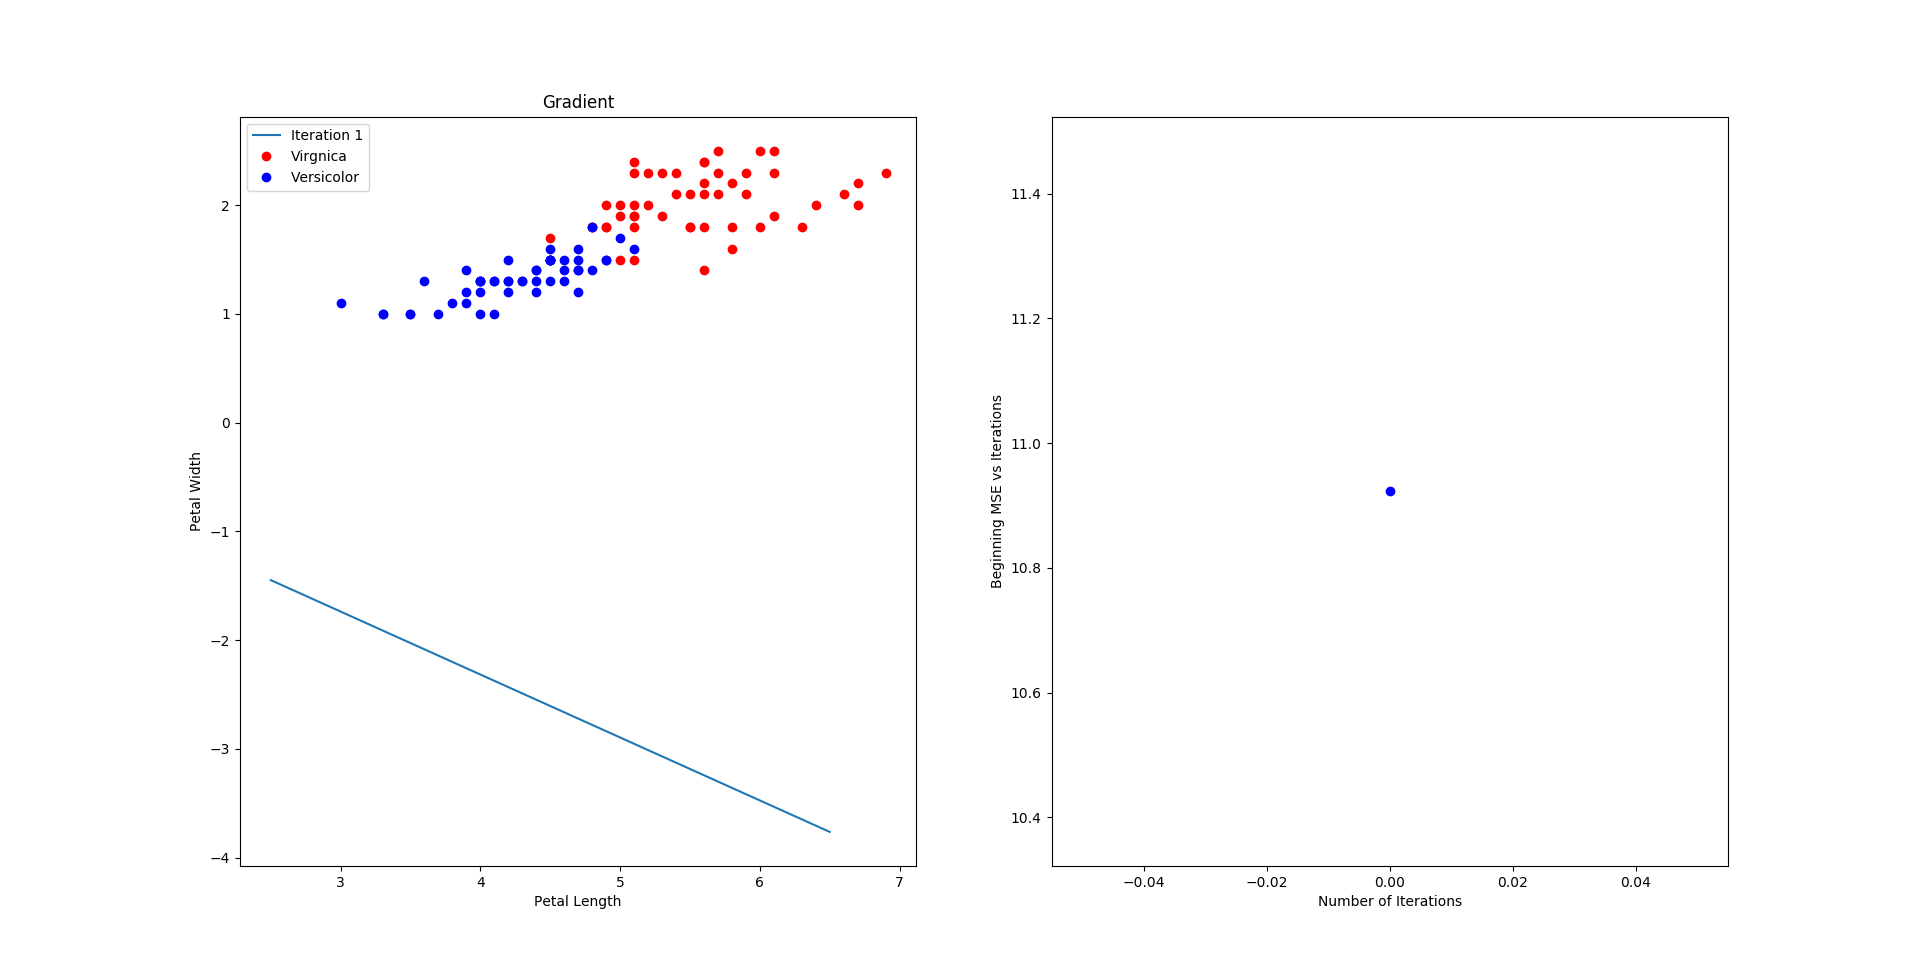 Gradient
Iteration 1
Virgnica
Versicolor
2
1
0
−1
−2
−3
−4
Petal Width
3 4 5 6 7
Petal Length
11.4
11.2
11.0
10.8
10.6
10.4
Beginning MSE vs Iterations
−0.04 −0.02 0.00 0.02 0.04
Number of Iterations